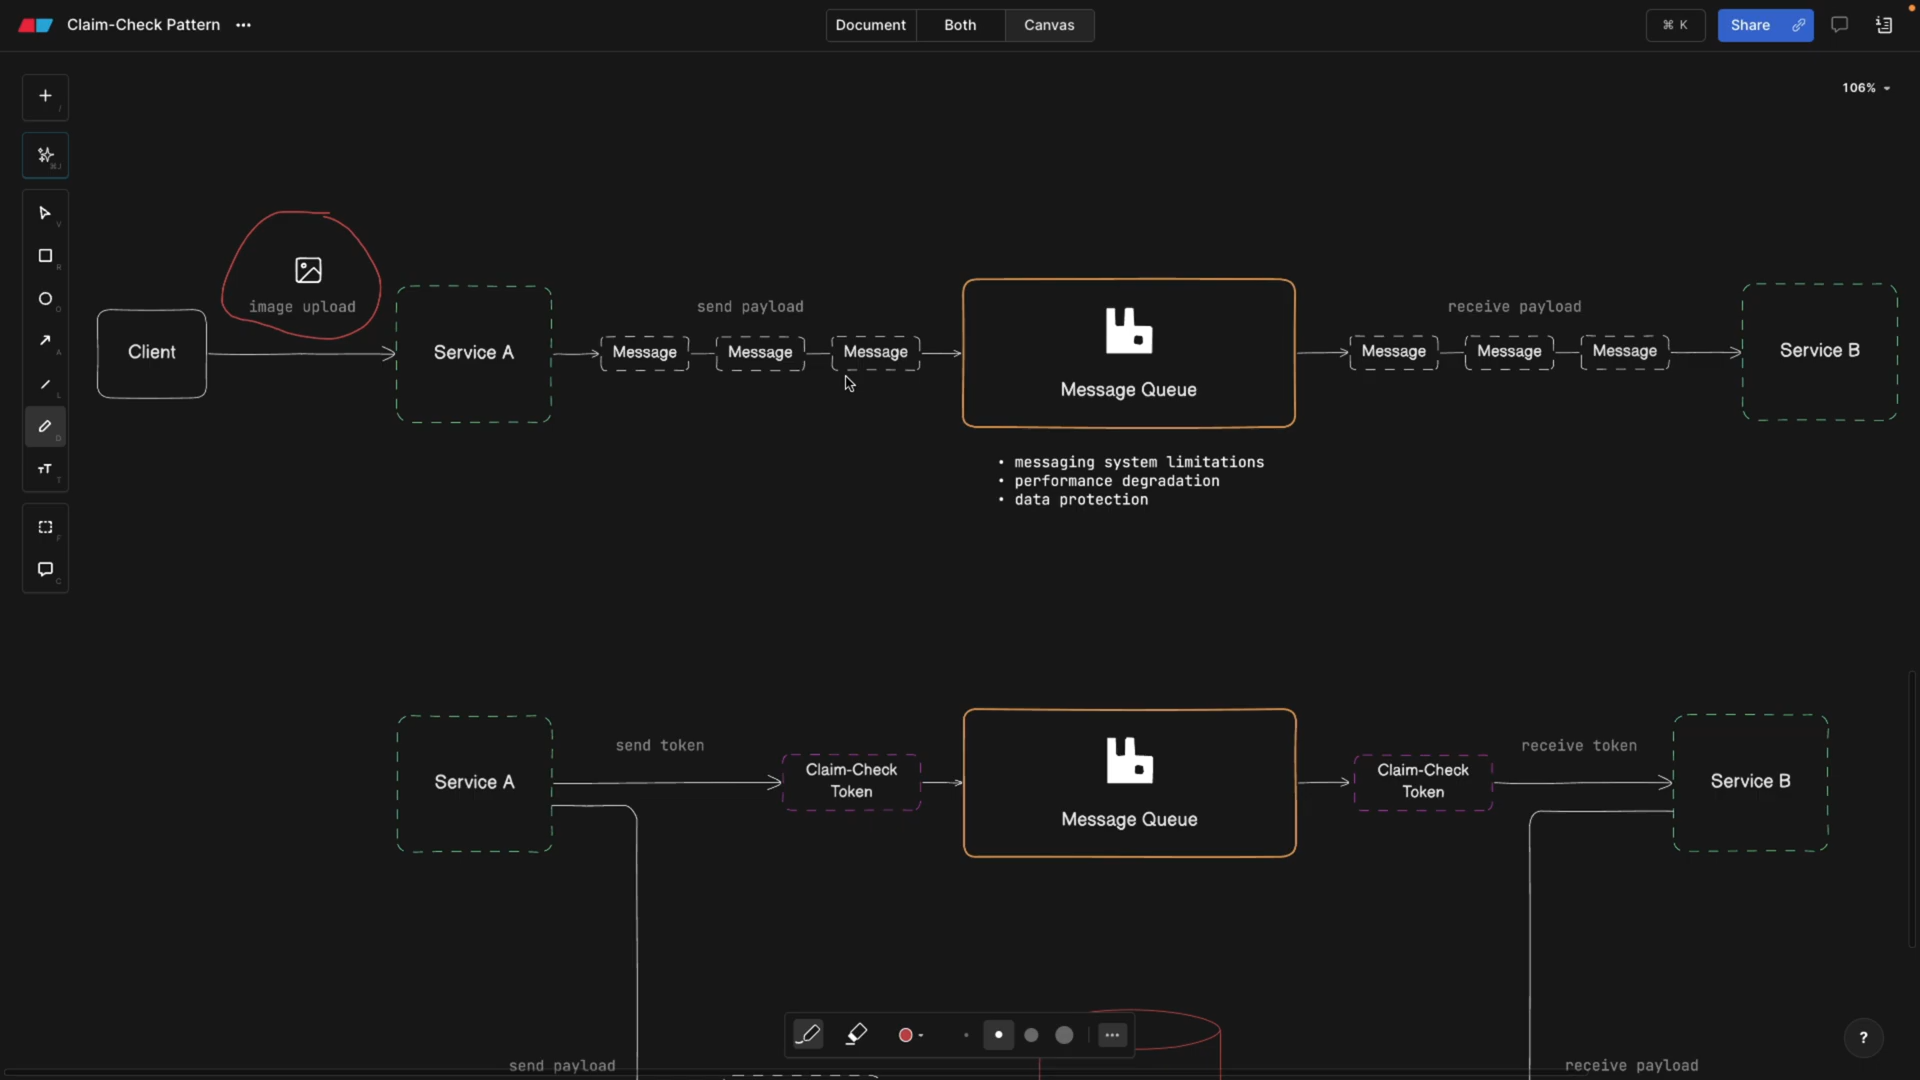 Claim-Check Pattern
Document
Both
Canvas
⌘ K
Share
106%
/
⌘J
V
R
O
A
L
D
T
F
C
image upload
send payload
receive payload
Client
Service A
Message
Message
Message
Message Queue
Message
Message
Message
Service B
• messaging system limitations
• performance degradation
• data protection
send token
receive token
Service A
Claim-Check
Token
Message Queue
Claim-Check
Token
Service B
send payload
receive payload
?